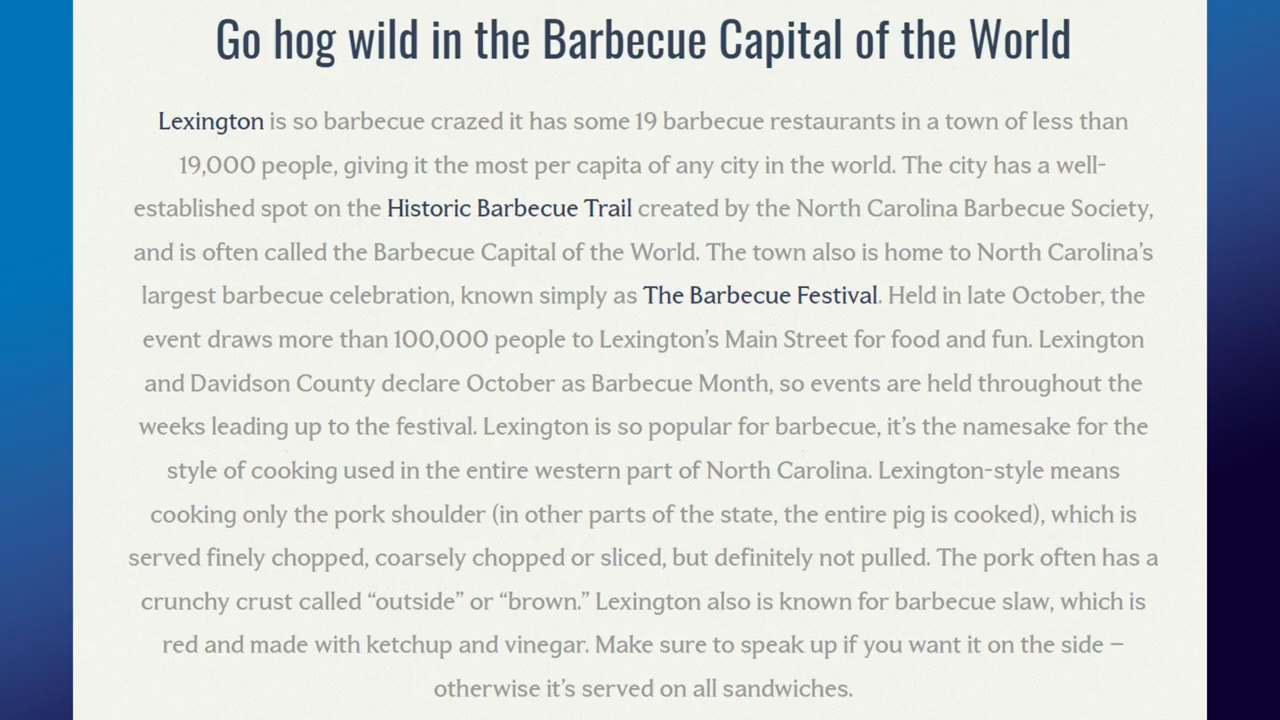 Go hog wild in the Barbecue Capital of the World
Lexington is so barbecue crazed it has some 19 barbecue restaurants in a town of less than
19,000 people, giving it the most per capita of any city in the world. The city has a well-
established spot on the Historic Barbecue Trail created by the North Carolina Barbecue Society,
and is often called the Barbecue Capital of the World. The town also is home to North Carolina’s
largest barbecue celebration, known simply as The Barbecue Festival. Held in late October, the
event draws more than 100,000 people to Lexington’s Main Street for food and fun. Lexington
and Davidson County declare October as Barbecue Month, so events are held throughout the
weeks leading up to the festival. Lexington is so popular for barbecue, it’s the namesake for the
style of cooking used in the entire western part of North Carolina. Lexington-style means
cooking only the pork shoulder (in other parts of the state, the entire pig is cooked), which is
served finely chopped, coarsely chopped or sliced, but definitely not pulled. The pork often has a
crunchy crust called “outside” or “brown.” Lexington also is known for barbecue slaw, which is
red and made with ketchup and vinegar. Make sure to speak up if you want it on the side –
otherwise it’s served on all sandwiches.